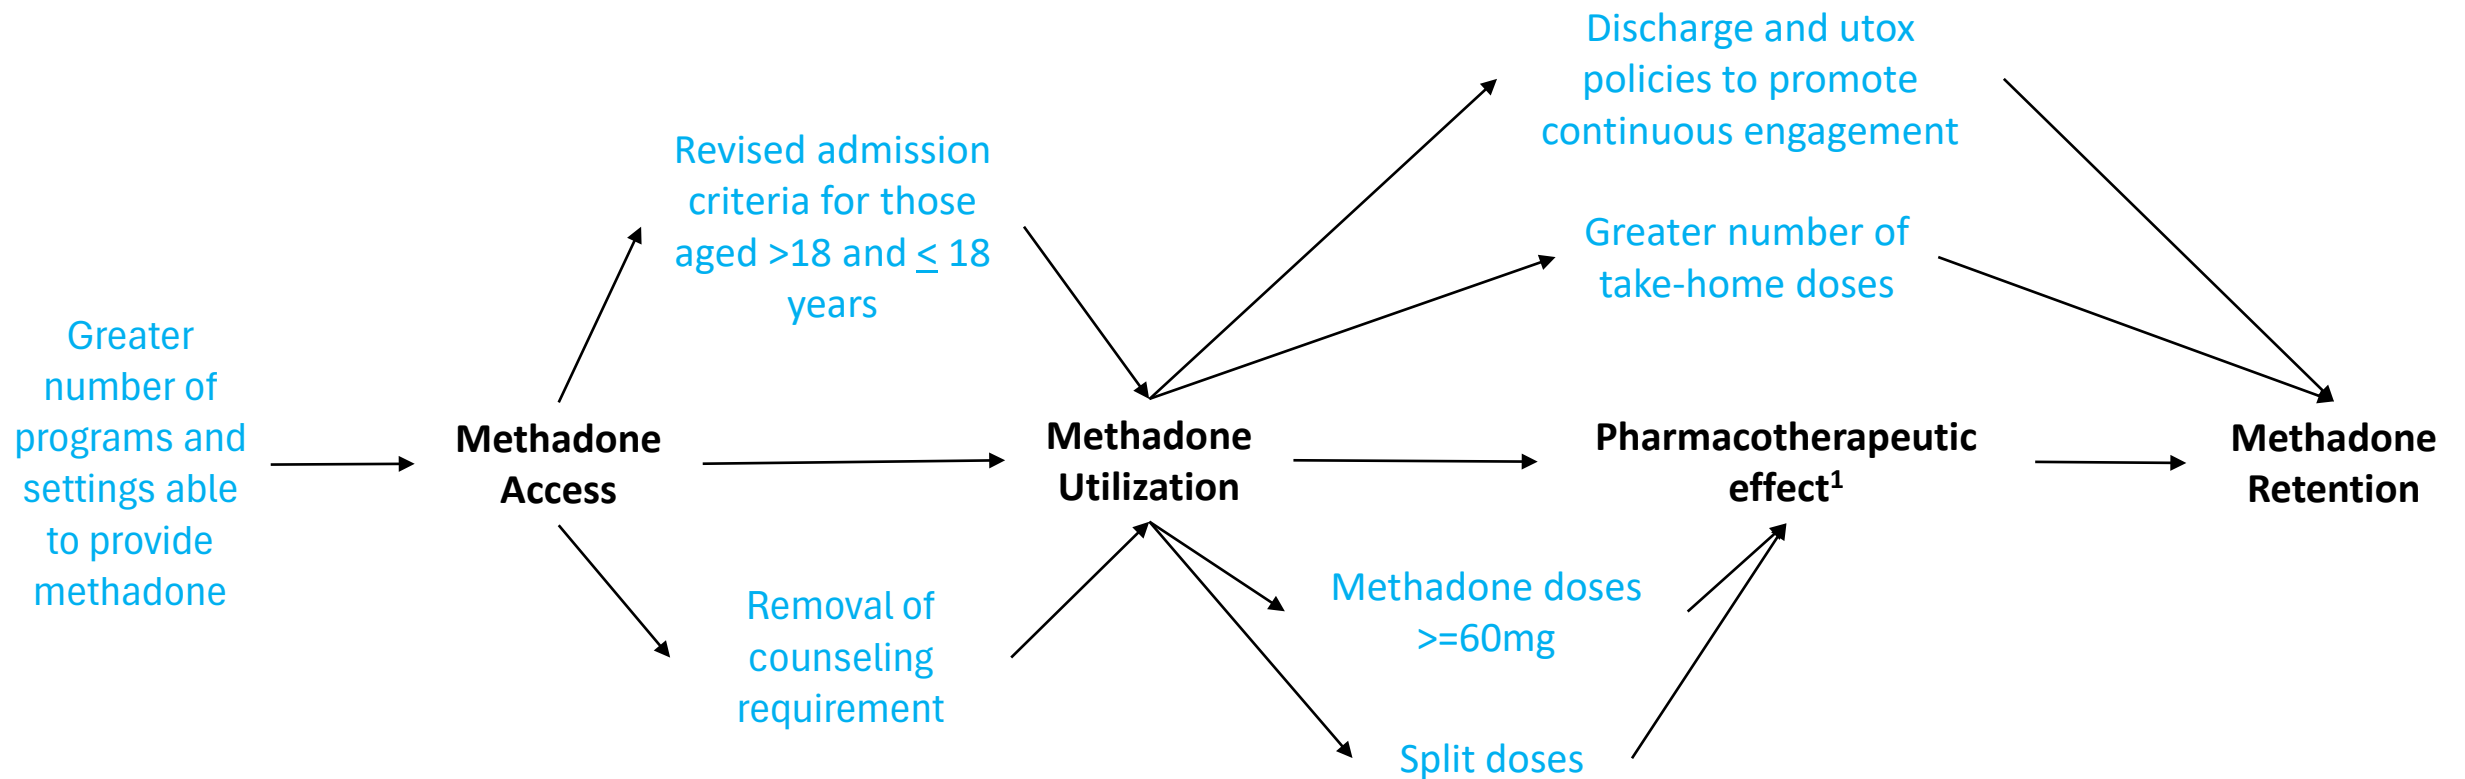 Greater
number of
programs and
settings able
to provide
methadone
Methadone
Access
Revised admission
criteria for those
aged >18 and < 18
years
Removal of
counseling
requirement
Methadone
Utilization
Discharge and utox
policies to promote
continuous engagement
Greater number of
take-home doses
Pharmacotherapeutic
effect¹
Methadone doses
>=60mg
Split doses
Methadone
Retention